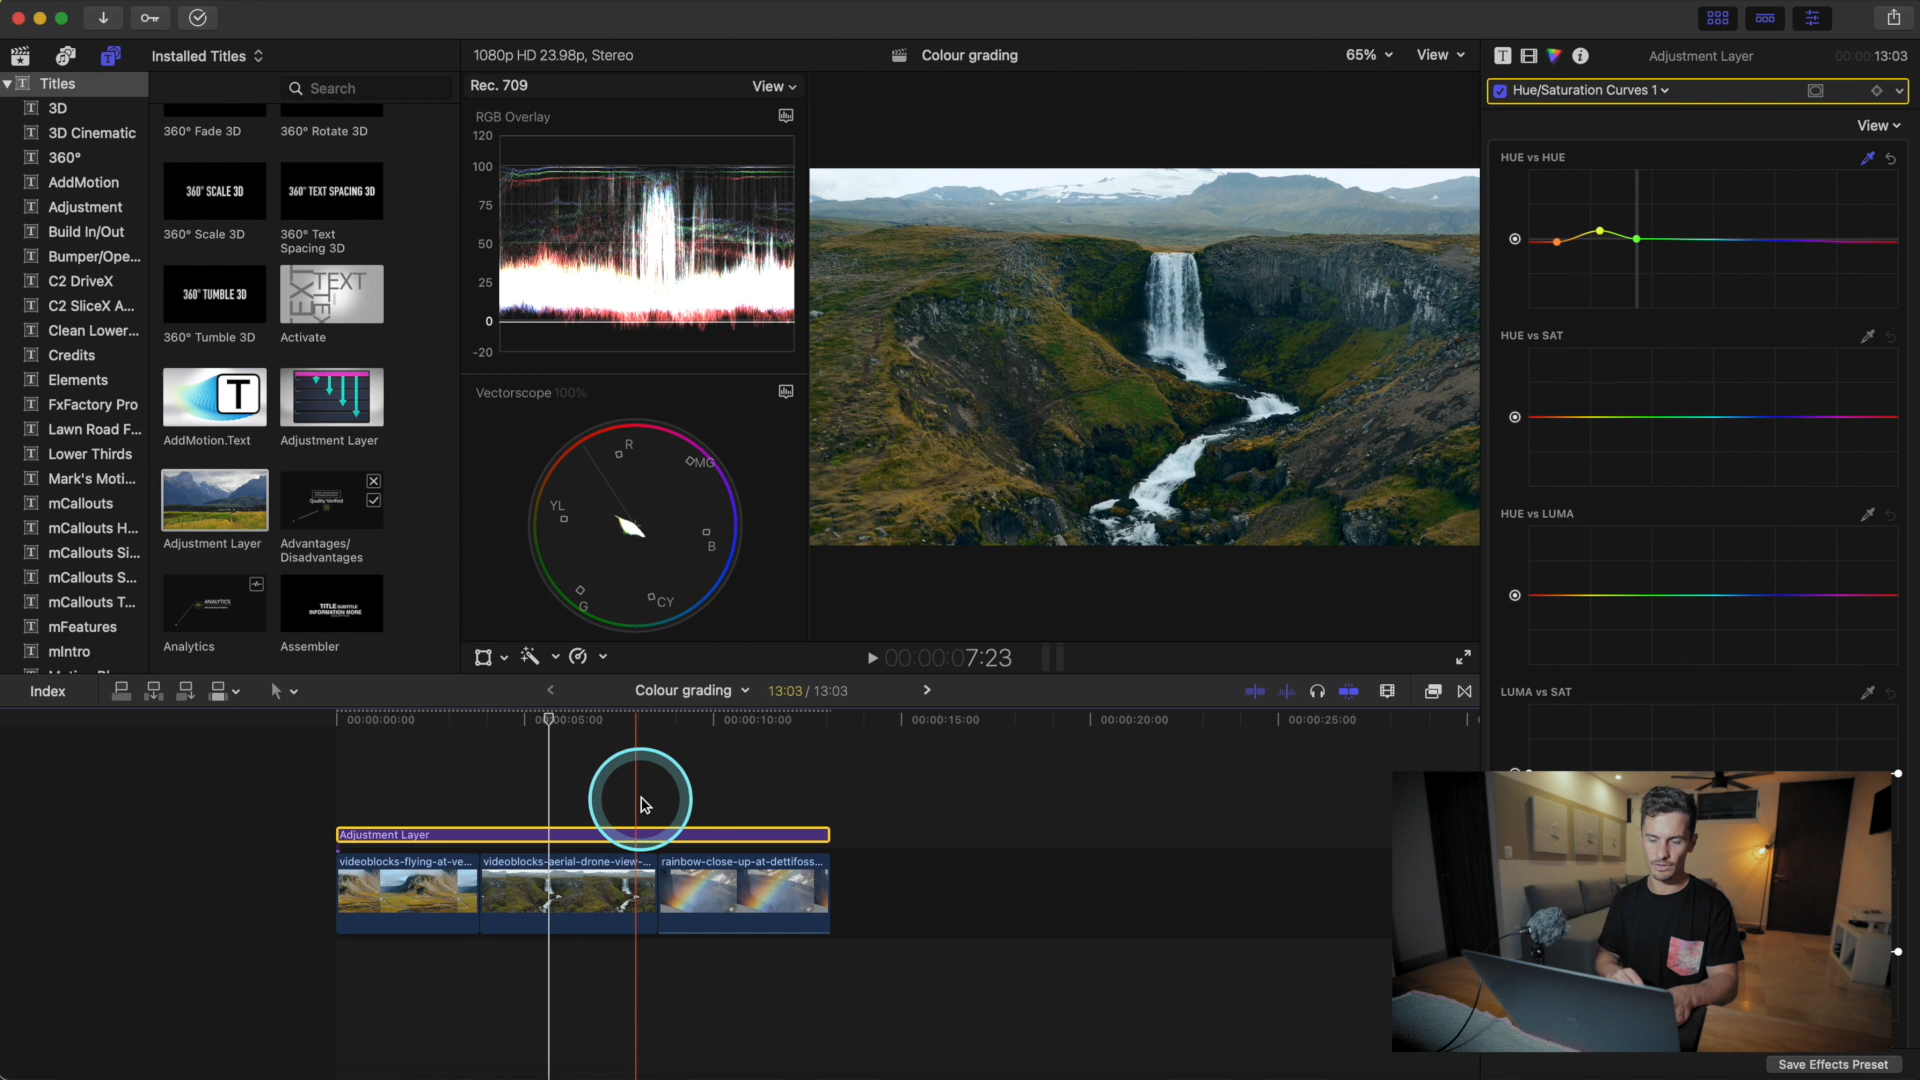 Installed Titles
1080p HD 23.98p, Stereo
Colour grading
65%
View
T
Adjustment Layer
00:00:13:03
Titles
Search
Rec. 709
View
Hue/Saturation Curves 1
View
3D
3D Cinematic
360°
AddMotion
Adjustment
Build In/Out
Bumper/Ope...
C2 DriveX
C2 SliceX A...
Clean Lower...
Credits
Elements
FxFactory Pro
Lawn Road F...
Lower Thirds
Mark's Moti...
mCallouts
mCallouts H...
mCallouts Si...
mCallouts S...
mCallouts T...
mFeatures
mIntro
360° Fade 3D
360° Rotate 3D
360° SCALE 3D
360° TEXT SPACING 3D
360° Scale 3D
360° Text
Spacing 3D
360° TUMBLE 3D
TEXT
360° Tumble 3D
Activate
T
AddMotion.Text
Adjustment Layer
Quality Verified
Adjustment Layer
Advantages/
Disadvantages
ANALYTICS
TITLE SUBTITLE
INFORMATION MORE
Analytics
Assembler
RGB Overlay
120
100
75
50
25
0
-20
Vectorscope 100%
R
MG
YL
B
G
CY
HUE vs HUE
HUE vs SAT
HUE vs LUMA
LUMA vs SAT
00:00:07:23
Index
Colour grading
13:03 / 13:03
00:00:00:00
00:00:05:00
00:00:10:00
00:00:15:00
00:00:20:00
00:00:25:00
Adjustment Layer
videoblocks-flying-at-ve...
videoblocks-aerial-drone-view-...
rainbow-close-up-at-dettifoss...
Save Effects Preset